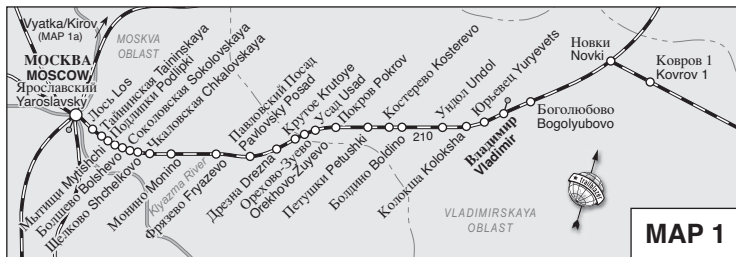 Vyatka/Kirov
(MAP 1a)
MOSKVA
OBLAST
МОСКВА
MOSCOW
Ярославский
Yaroslavsky
Лось Los
Тайнинская Taininskaya
Подлипки Podlipki
Соколовская Sokolovskaya
Чкаловская Chkalovskaya
Павловский Посад
Pavlovsky Posad
Крутое Krutoye
Усад Usad
Покров Pokrov
Костерево Kosterevo
Ундол Undol
Юрьевец Yuryevets
Новки
Novki
Ковров 1
Kovrov 1
Боголюбово
Bogolyubovo
210
Мытищи Mytishchi
Болшево Bolshevo
Щелково Shchelkovo
Монино Monino
Klyazma River
Фрязево Fryazevo
Дрезна Drezna
Орехово-Зуево
Orekhovo-Zuyevo
Петушки Petushki
Болдино Boldino
Колокша Koloksha
Владимир
Vladimir
VLADIMIRSKAYA
OBLAST
trailblazer
MAP 1